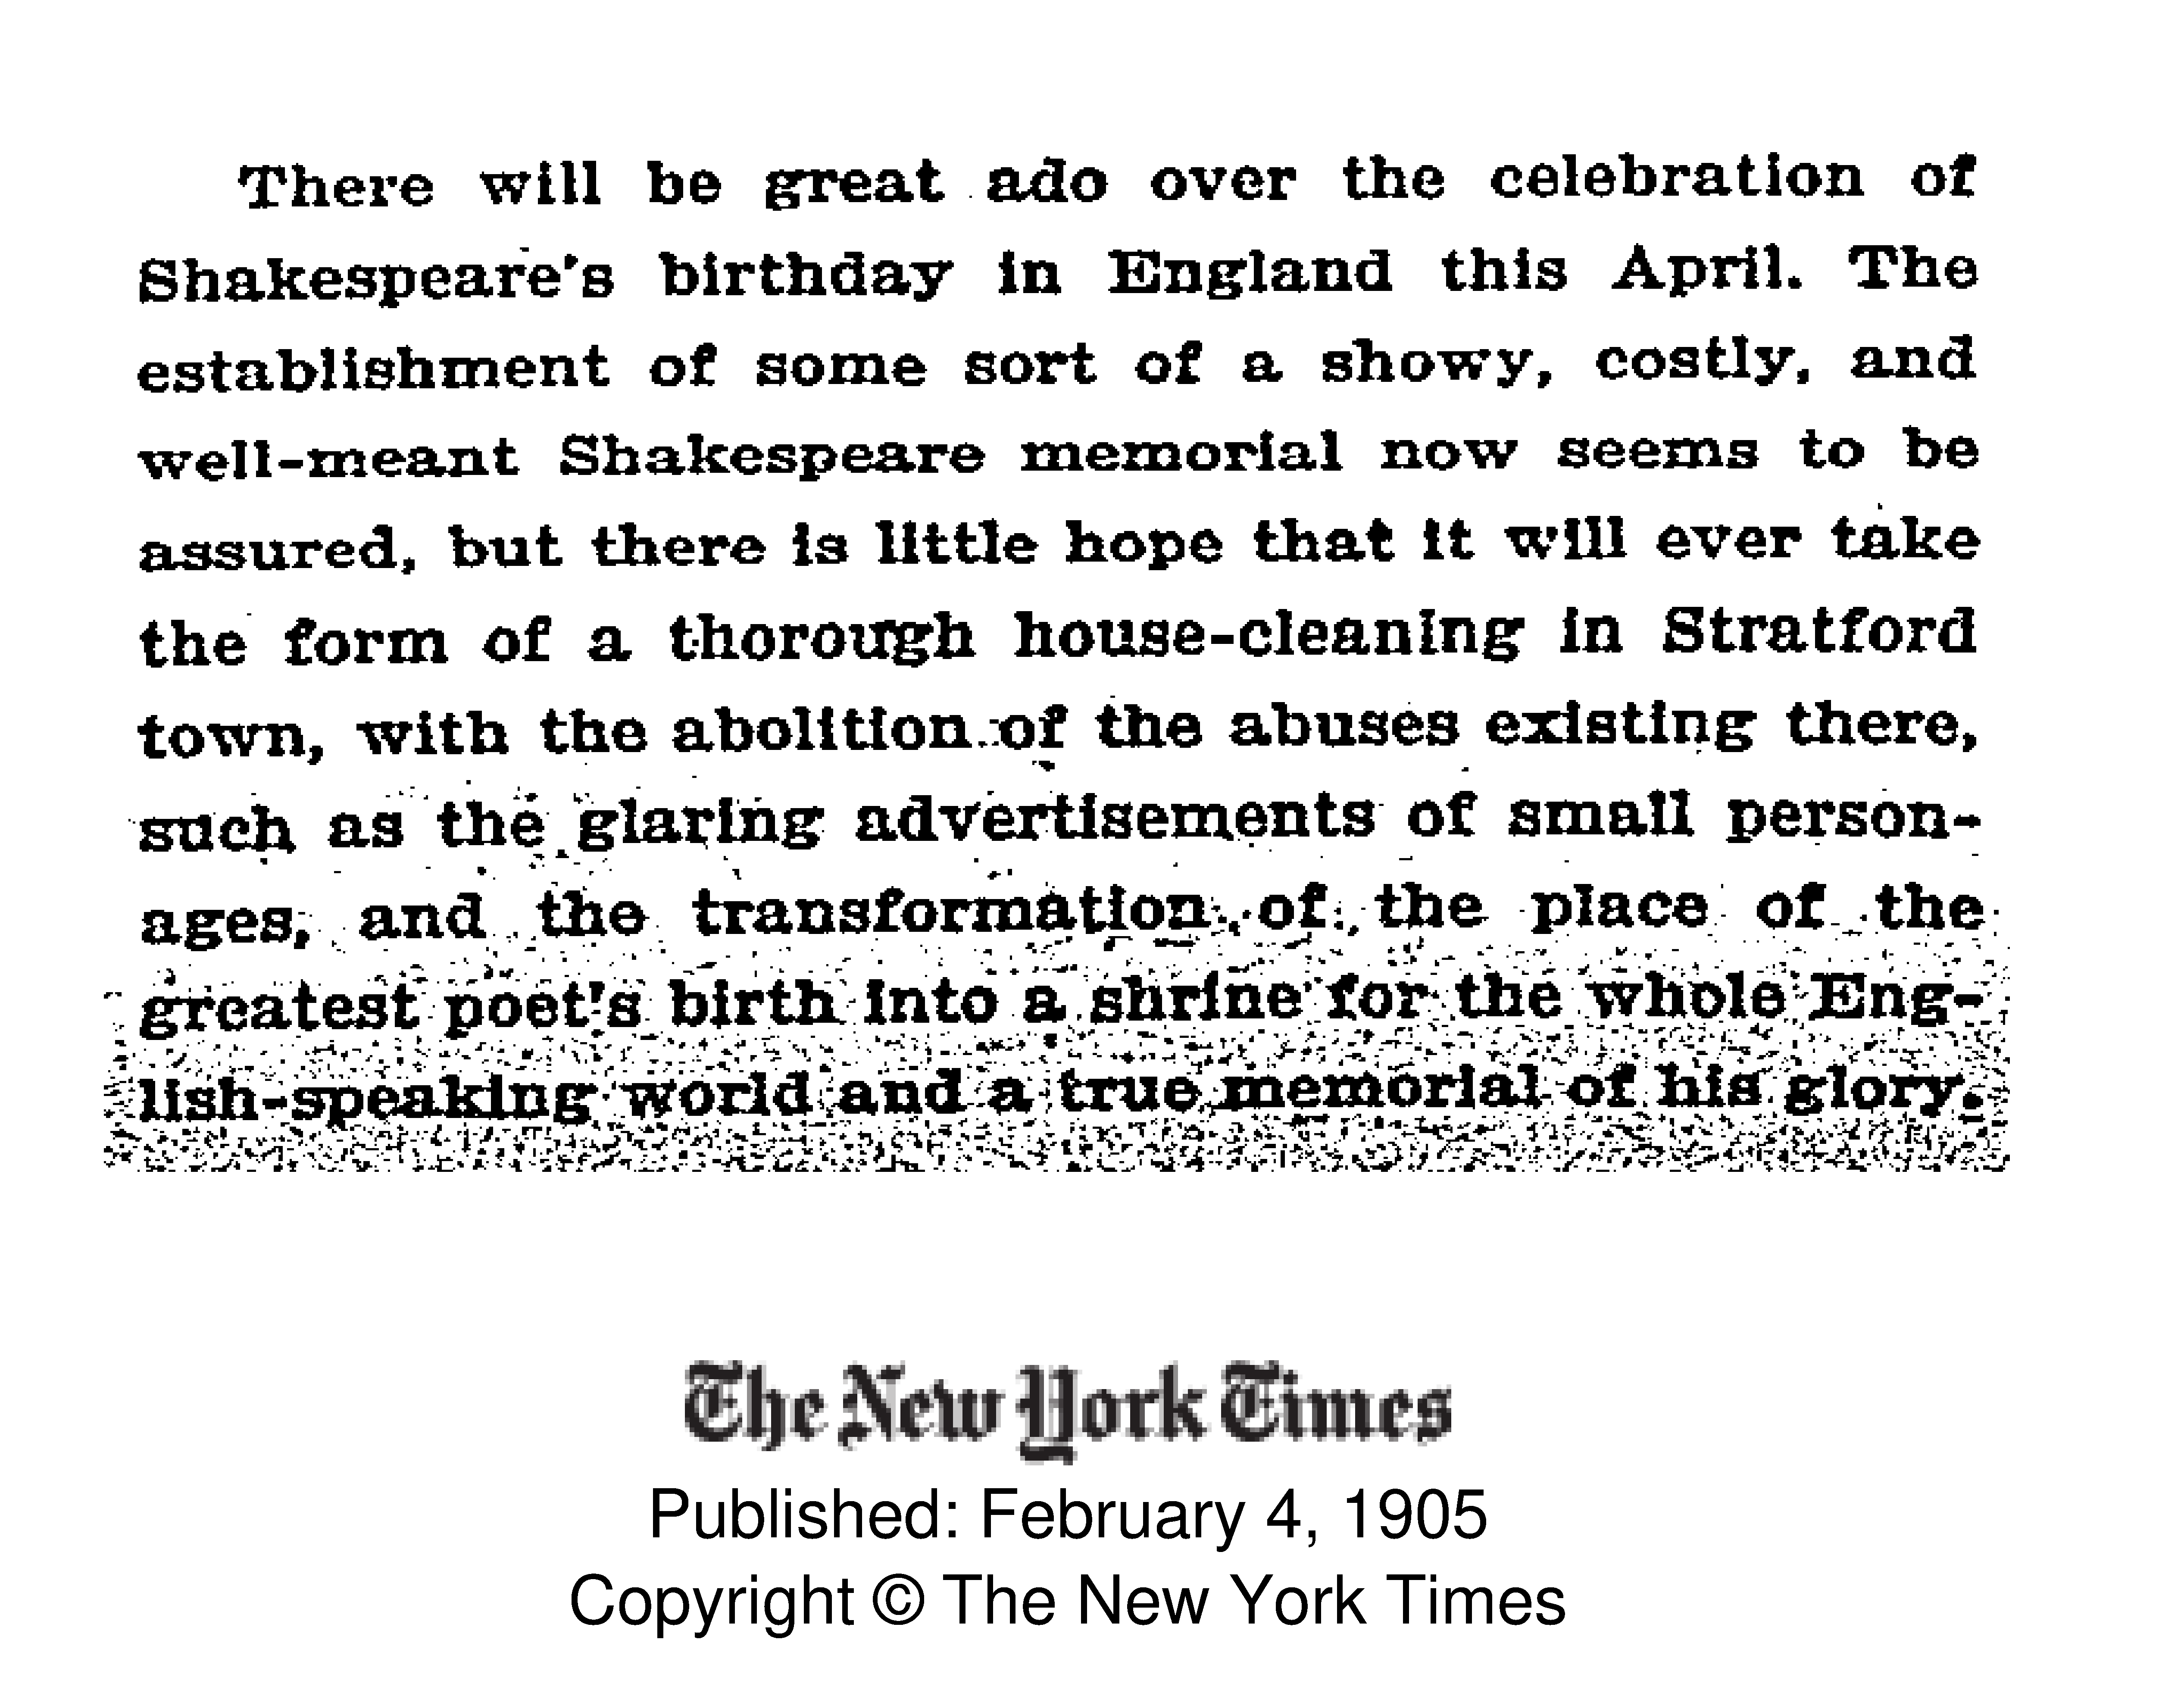 There will be great ado over the celebration of
Shakespeare's birthday in England this April. The
establishment of some sort of a showy, costly, and
well-meant Shakespeare memorial now seems to be
assured, but there is little hope that it will ever take
the form of a thorough house-cleaning in Stratford
town, with the abolition of the abuses existing there,
such as the glaring advertisements of small person-
ages, and the transformation of the place of the
greatest poet's birth into a shrine for the whole Eng-
lish-speaking world and a true memorial of his glory.
The New York Times
Published: February 4, 1905
Copyright © The New York Times